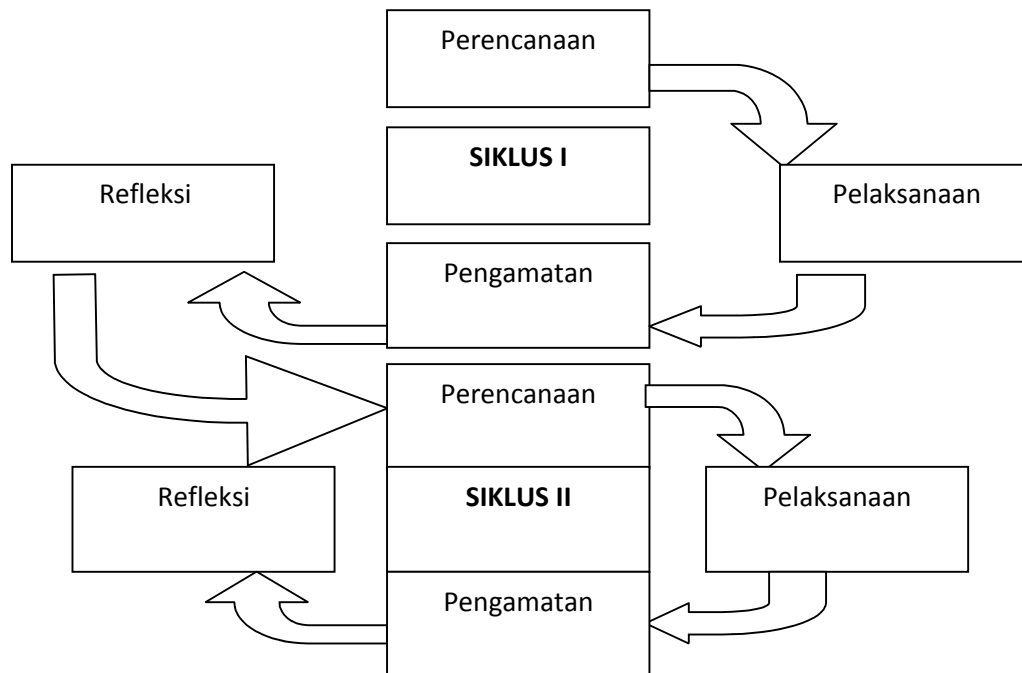 Perencanaan
SIKLUS I
Refleksi
Pelaksanaan
Pengamatan
Perencanaan
Refleksi
SIKLUS II
Pelaksanaan
Pengamatan